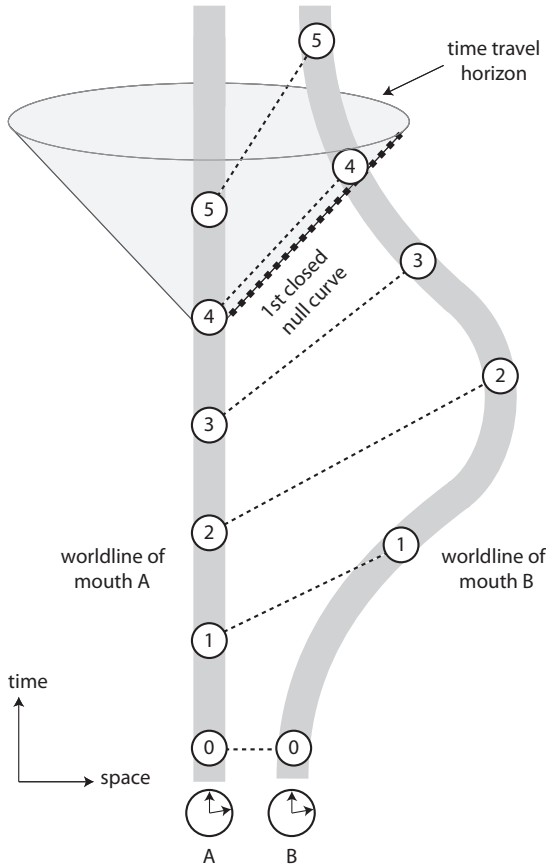 5
time travel
horizon
4
5
3
1st closed
null curve
4
2
3
2
1
worldline of
mouth A
worldline of
mouth B
1
time
0
0
space
A
B